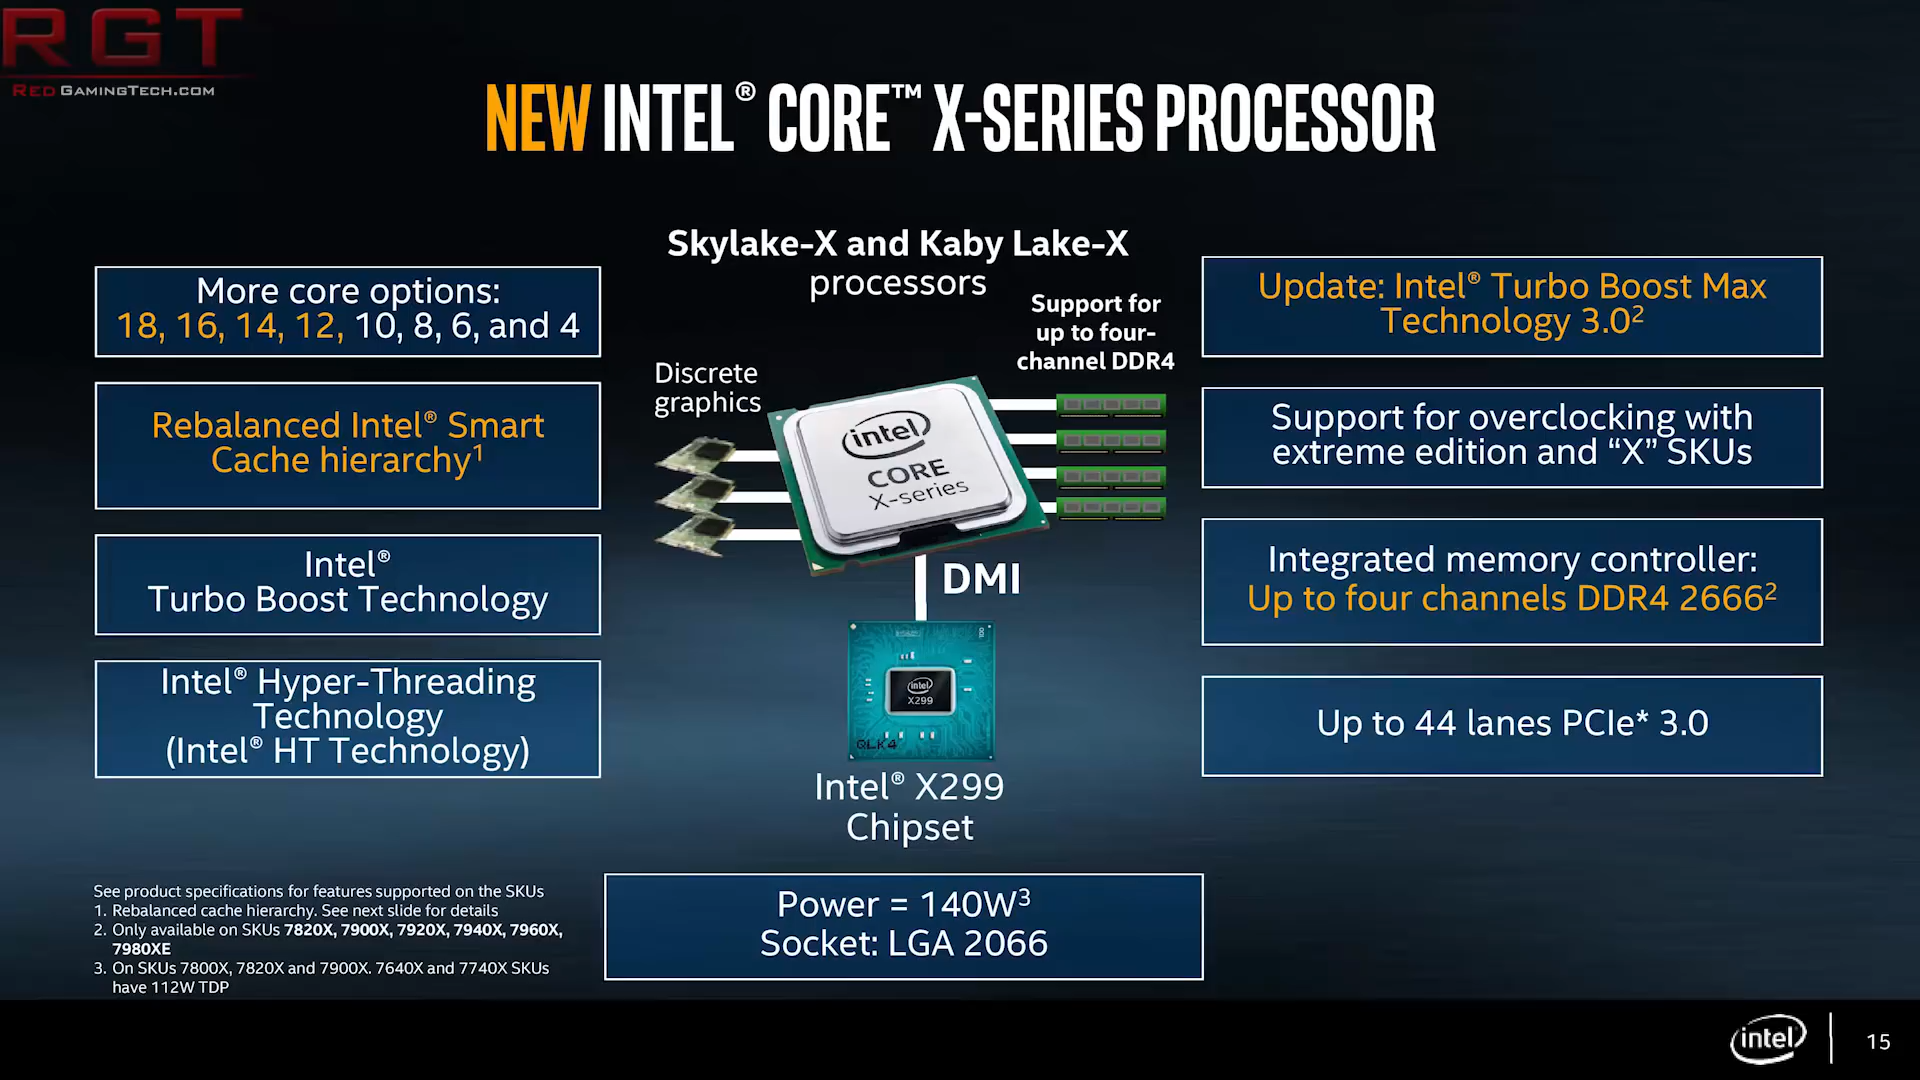 RGT
RED GAMINGTECH.COM
NEW INTEL® CORE™ X-SERIES PROCESSOR
Skylake-X and Kaby Lake-X
processors
More core options:
18, 16, 14, 12, 10, 8, 6, and 4
Rebalanced Intel® Smart
Cache hierarchy¹
Intel®
Turbo Boost Technology
Intel® Hyper-Threading
Technology
(Intel® HT Technology)
Discrete
graphics
Support for
up to four-
channel DDR4
intel
CORE
X-series
DMI
intel
X299
QLK4
Intel® X299
Chipset
Update: Intel® Turbo Boost Max
Technology 3.0²
Support for overclocking with
extreme edition and “X” SKUs
Integrated memory controller:
Up to four channels DDR4 2666²
Up to 44 lanes PCIe* 3.0
Power = 140W³
Socket: LGA 2066
See product specifications for features supported on the SKUs
1. Rebalanced cache hierarchy. See next slide for details
2. Only available on SKUs 7820X, 7900X, 7920X, 7940X, 7960X,
7980XE
3. On SKUs 7800X, 7820X and 7900X. 7640X and 7740X SKUs
have 112W TDP
intel
15